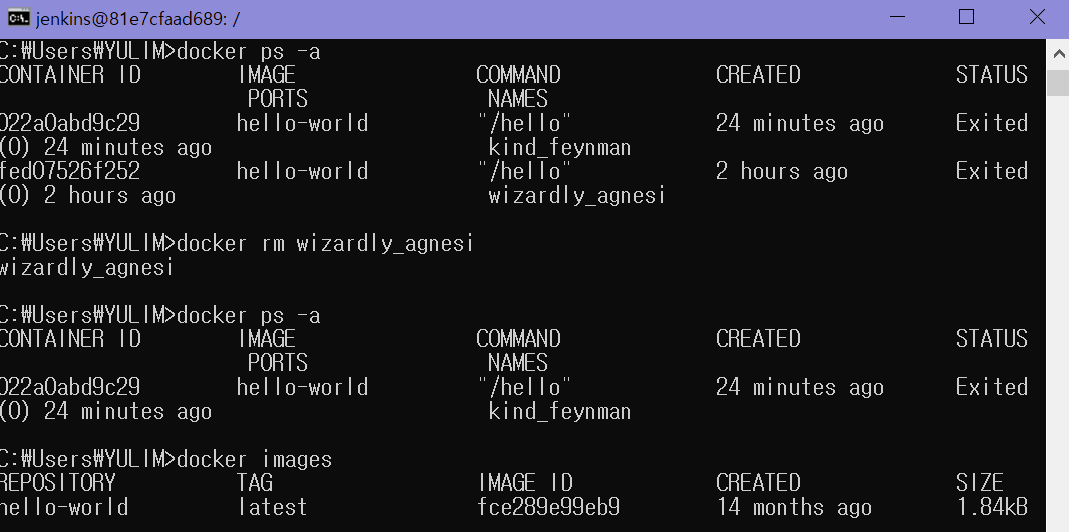 jenkins@81e7cfaad689: /
C:₩Users₩YULIM>docker ps -a
CONTAINER ID IMAGE COMMAND CREATED STATUS
PORTS NAMES
022a0abd9c29 hello-world "/hello" 24 minutes ago Exited
(0) 24 minutes ago kind_feynman
fed07526f252 hello-world "/hello" 2 hours ago Exited
(0) 2 hours ago wizardly_agnesi
C:₩Users₩YULIM>docker rm wizardly_agnesi
wizardly_agnesi
C:₩Users₩YULIM>docker ps -a
CONTAINER ID IMAGE COMMAND CREATED STATUS
PORTS NAMES
022a0abd9c29 hello-world "/hello" 24 minutes ago Exited
(0) 24 minutes ago kind_feynman
C:₩Users₩YULIM>docker images
REPOSITORY TAG IMAGE ID CREATED SIZE
hello-world latest fce289e99eb9 14 months ago 1.84kB